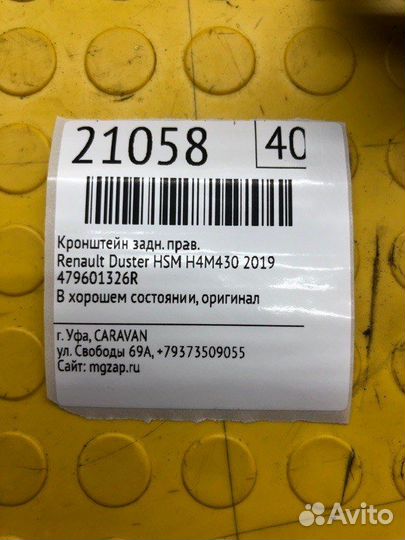 21058 40
Кронштейн задн. прав.
Renault Duster HSM H4M430 2019
479601326R
В хорошем состоянии, оригинал
г. Уфа, CARAVAN
ул. Свободы 69А, +79373509055
Сайт: mgzap.ru
Avito